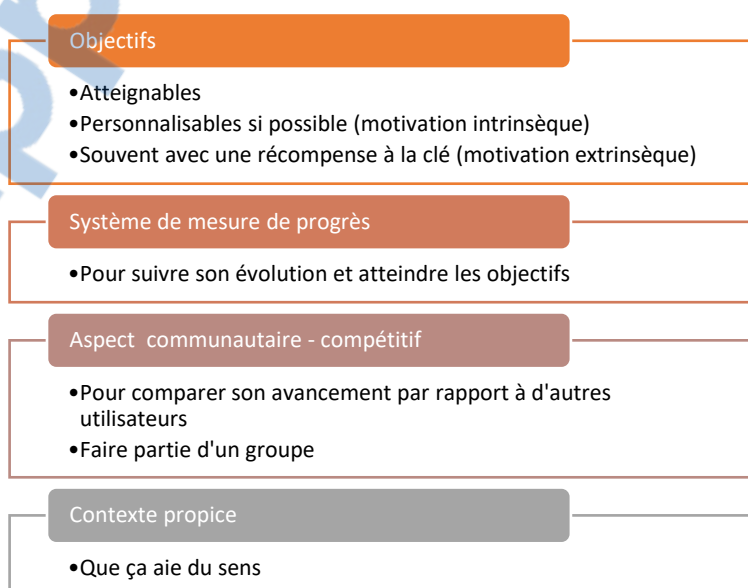 Objectifs
•Atteignables
•Personnalisables si possible (motivation intrinsèque)
•Souvent avec une récompense à la clé (motivation extrinsèque)
Système de mesure de progrès
•Pour suivre son évolution et atteindre les objectifs
Aspect  communautaire - compétitif
•Pour comparer son avancement par rapport à d'autres
utilisateurs
•Faire partie d'un groupe
Contexte propice
•Que ça aie du sens